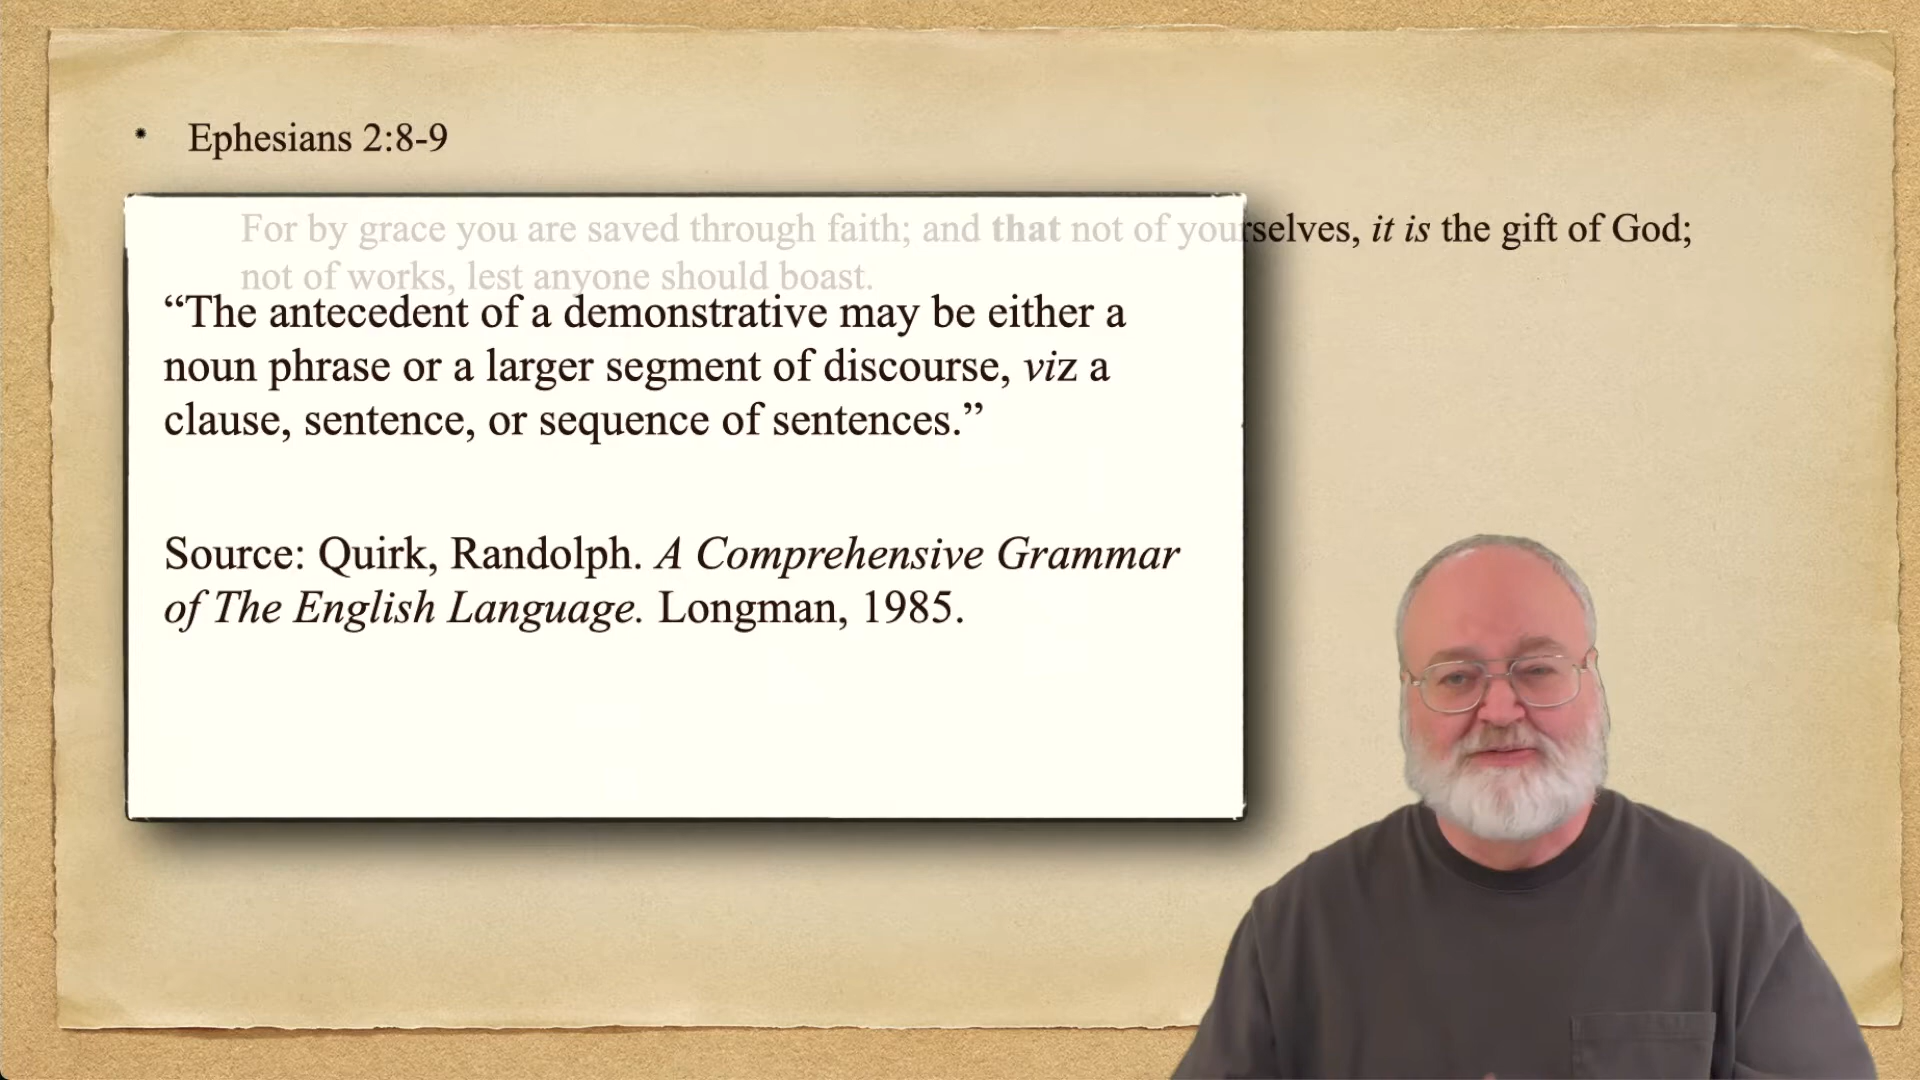 Ephesians 2:8-9
For by grace you are saved through faith; and that not of yourselves, it is the gift of God;
not of works, lest anyone should boast.
“The antecedent of a demonstrative may be either a
noun phrase or a larger segment of discourse, viz a
clause, sentence, or sequence of sentences.”
Source: Quirk, Randolph. A Comprehensive Grammar
of The English Language. Longman, 1985.